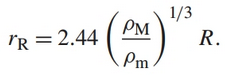 r_R = 2.44 (ρ_M / ρ_m)^{1/3} R.